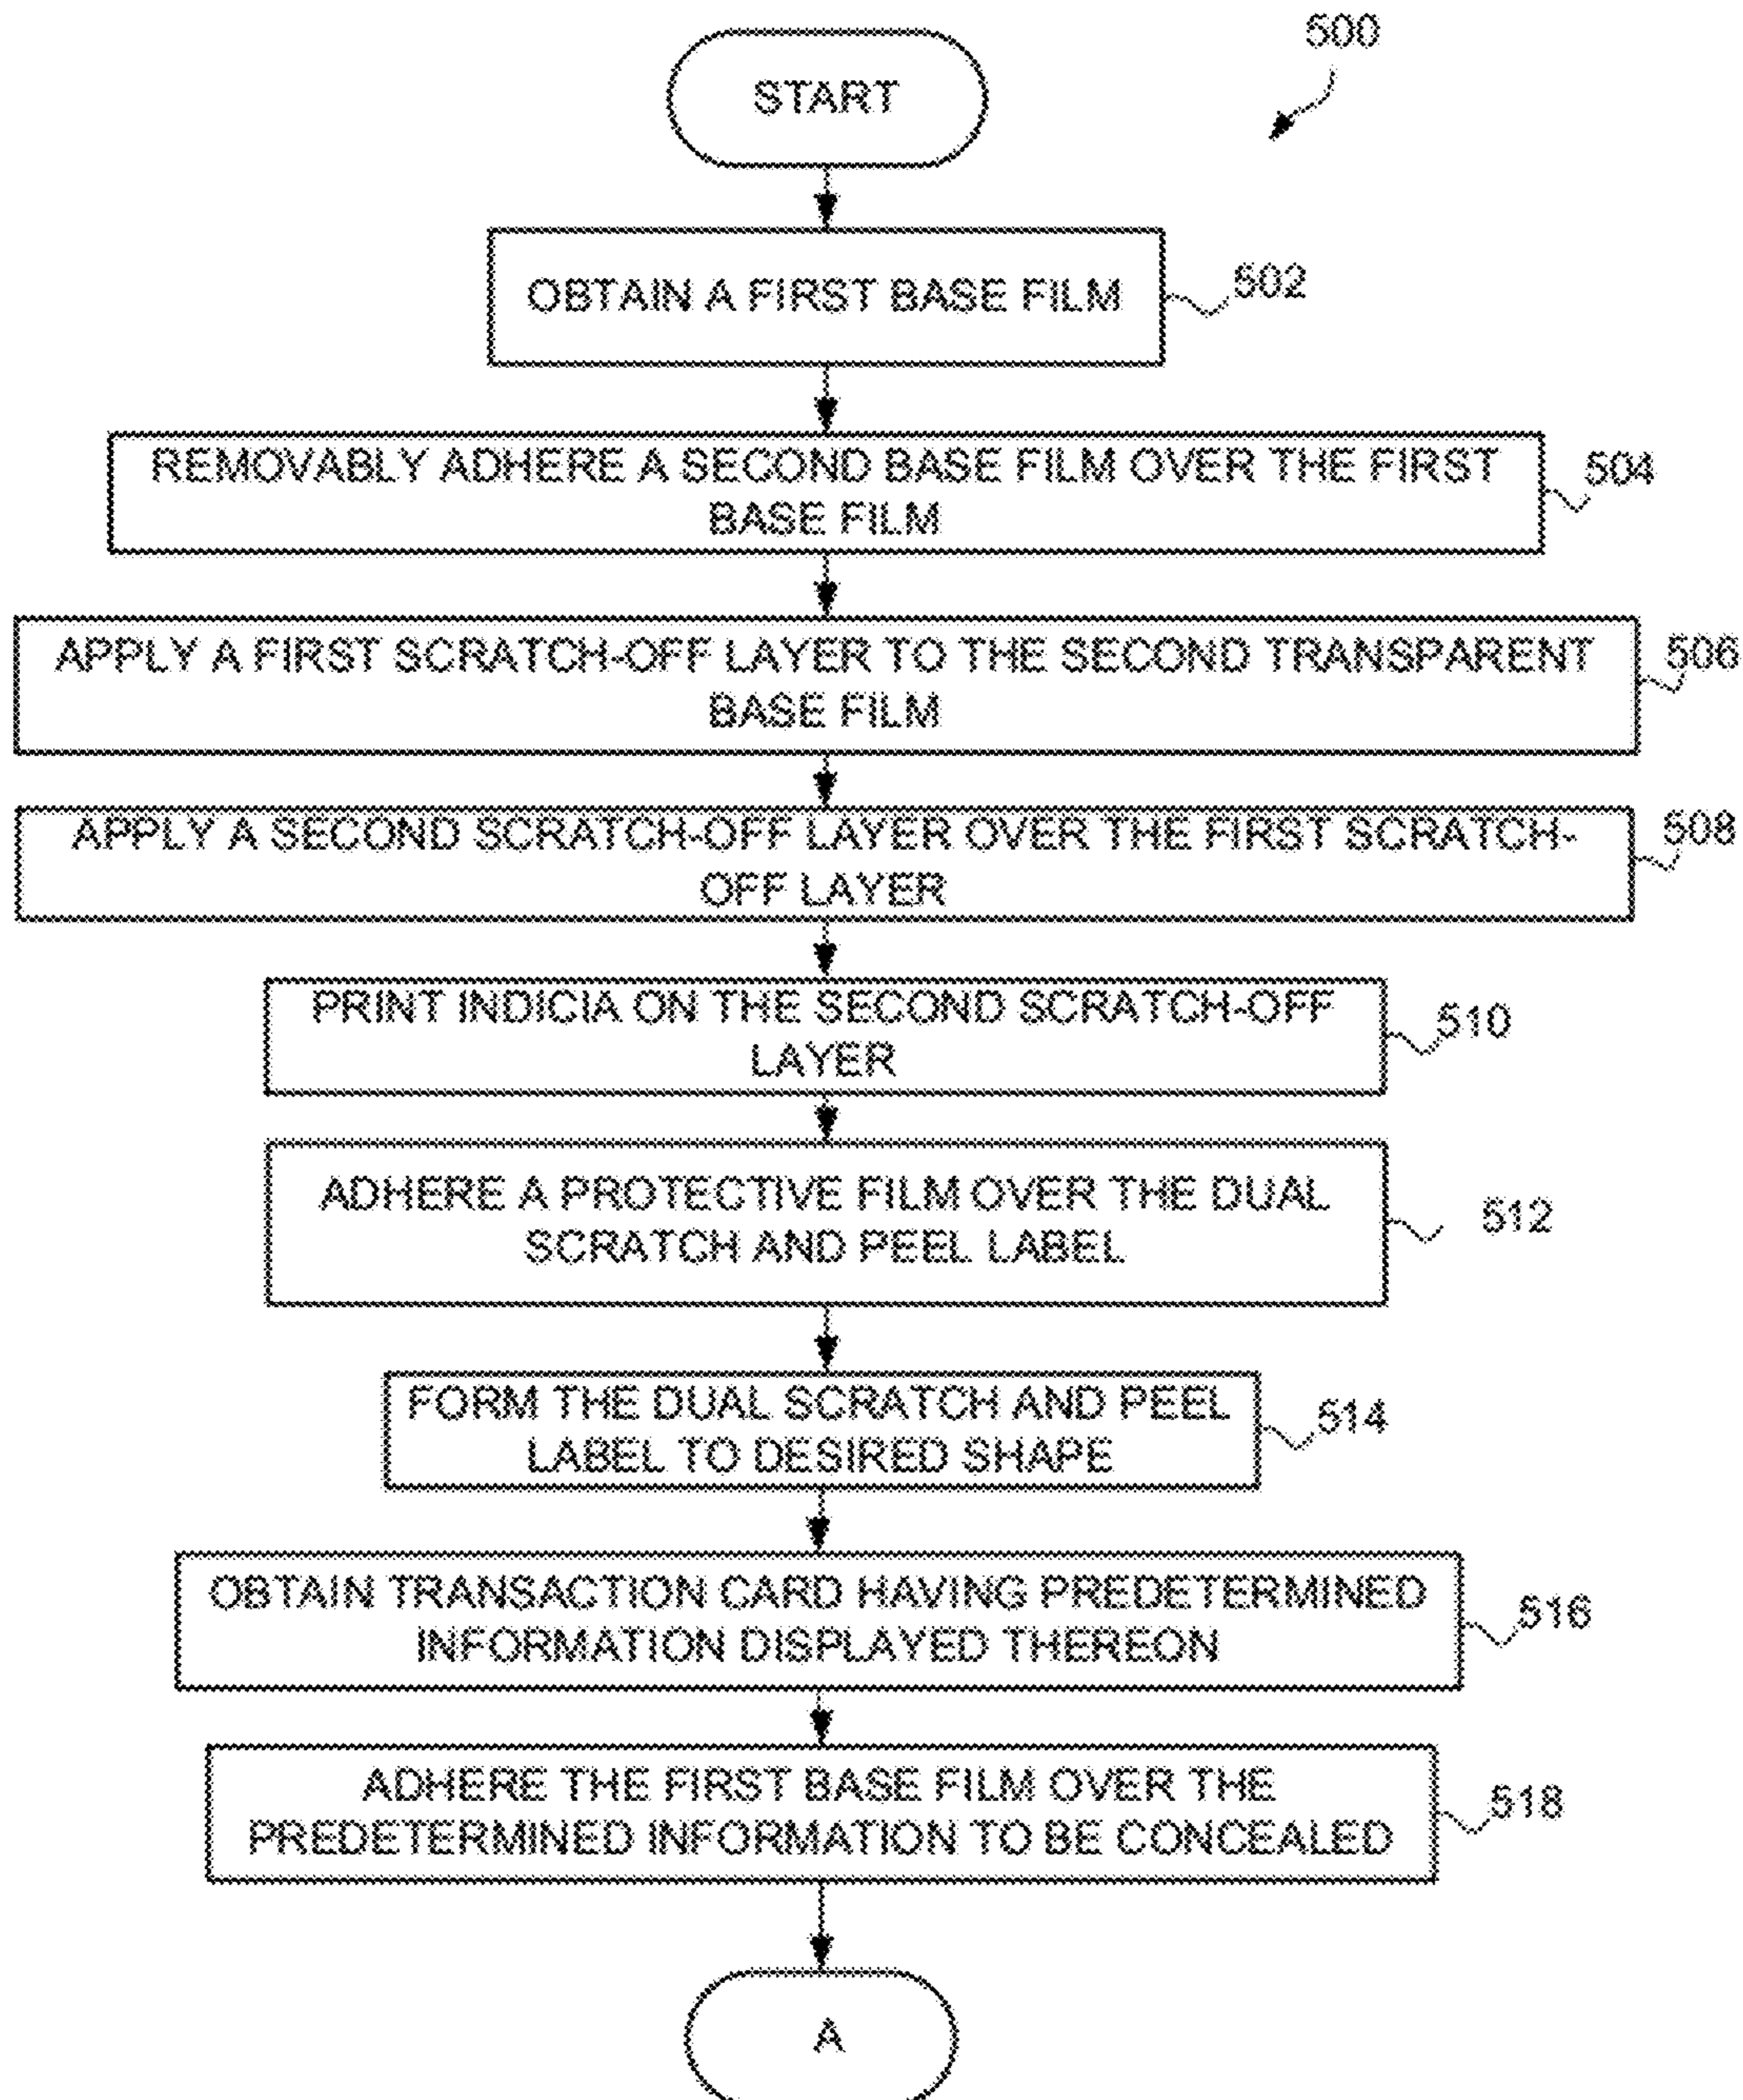 500
START
OBTAIN A FIRST BASE FILM
502
REMOVABLY ADHERE A SECOND BASE FILM OVER THE FIRST
BASE FILM
504
APPLY A FIRST SCRATCH-OFF LAYER TO THE SECOND TRANSPARENT
BASE FILM
506
APPLY A SECOND SCRATCH-OFF LAYER OVER THE FIRST SCRATCH-
OFF LAYER
508
PRINT INDICIA ON THE SECOND SCRATCH-OFF
LAYER
510
ADHERE A PROTECTIVE FILM OVER THE DUAL
SCRATCH AND PEEL LABEL
512
FORM THE DUAL SCRATCH AND PEEL
LABEL TO DESIRED SHAPE
514
OBTAIN TRANSACTION CARD HAVING PREDETERMINED
INFORMATION DISPLAYED THEREON
516
ADHERE THE FIRST BASE FILM OVER THE
PREDETERMINED INFORMATION TO BE CONCEALED
518
A